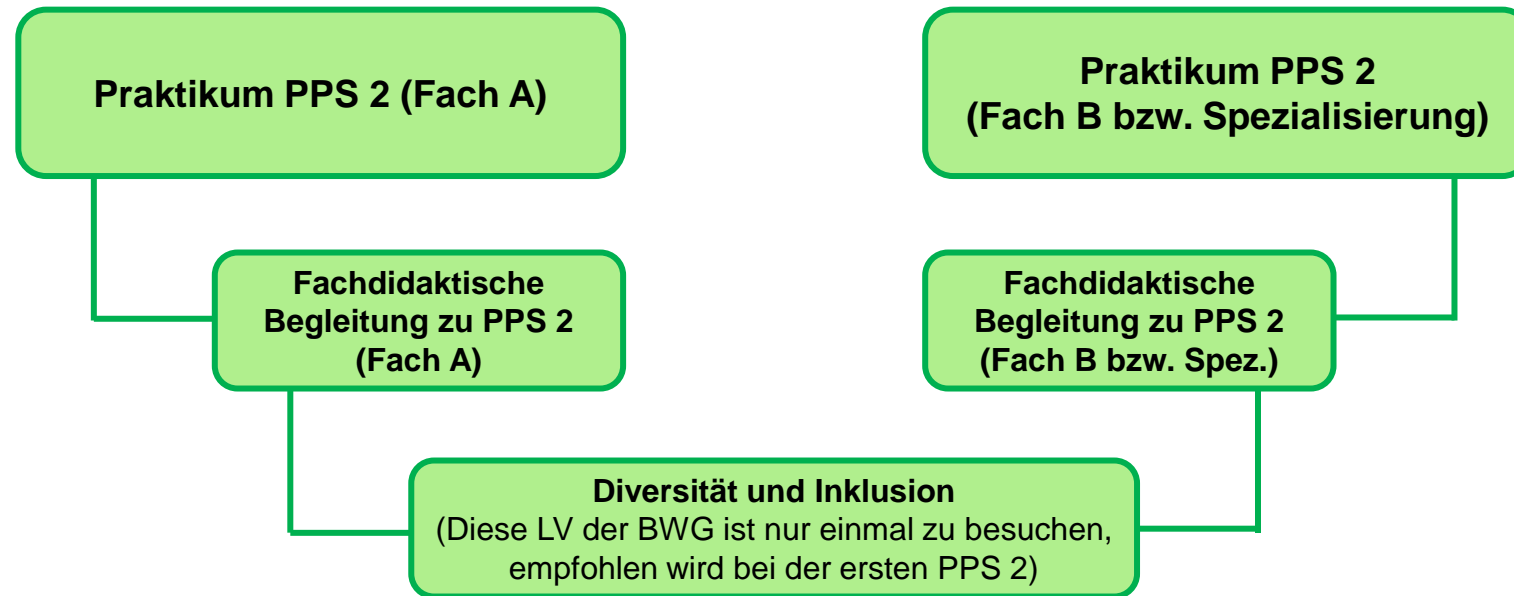 Praktikum PPS 2 (Fach A)
Praktikum PPS 2
(Fach B bzw. Spezialisierung)
Fachdidaktische
Begleitung zu PPS 2
(Fach A)
Fachdidaktische
Begleitung zu PPS 2
(Fach B bzw. Spez.)
Diversität und Inklusion
(Diese LV der BWG ist nur einmal zu besuchen,
empfohlen wird bei der ersten PPS 2)